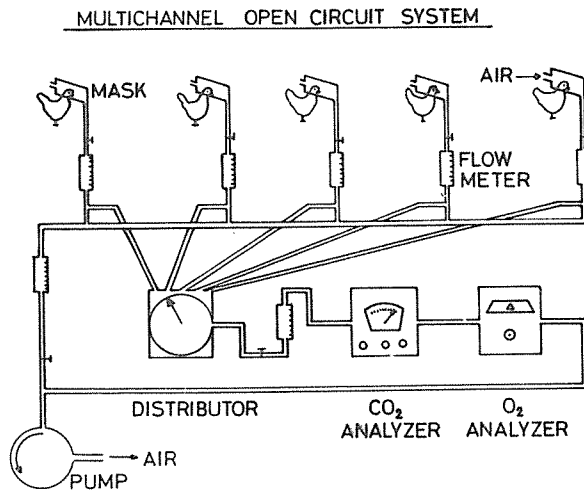 MULTICHANNEL OPEN CIRCUIT SYSTEM
MASK
AIR
FLOW
METER
DISTRIBUTOR
CO₂
ANALYZER
O₂
ANALYZER
AIR
PUMP